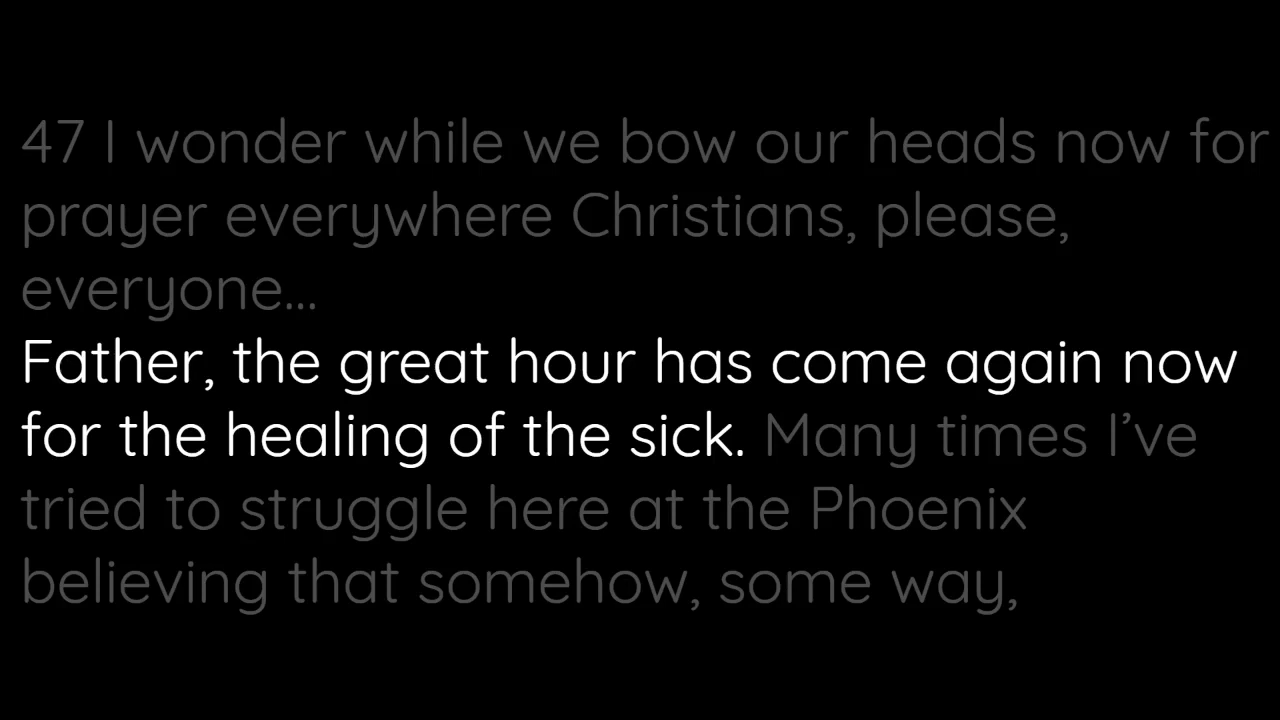 47 I wonder while we bow our heads now for
prayer everywhere Christians, please,
everyone...
Father, the great hour has come again now
for the healing of the sick. Many times I’ve
tried to struggle here at the Phoenix
believing that somehow, some way,